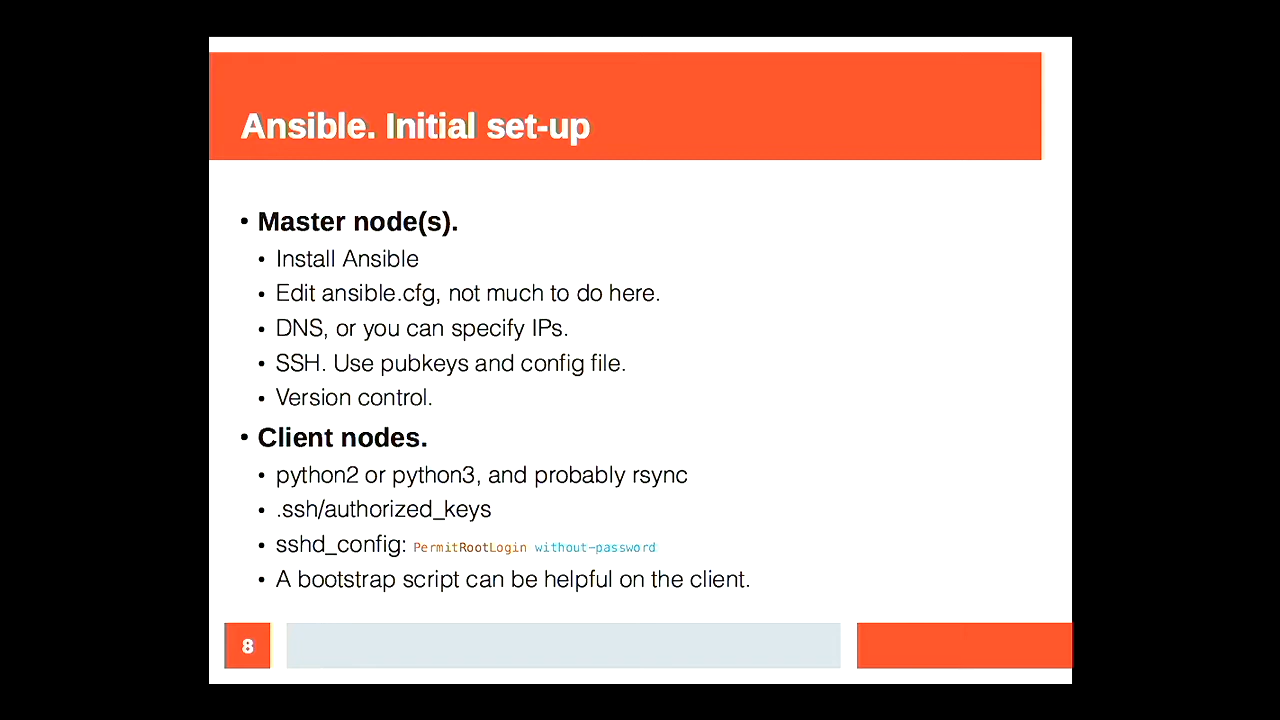 Ansible. Initial set-up
• Master node(s).
• Install Ansible
• Edit ansible.cfg, not much to do here.
• DNS, or you can specify IPs.
• SSH. Use pubkeys and config file.
• Version control.
• Client nodes.
• python2 or python3, and probably rsync
• .ssh/authorized_keys
• sshd_config: PermitRootLogin without-password
• A bootstrap script can be helpful on the client.
8